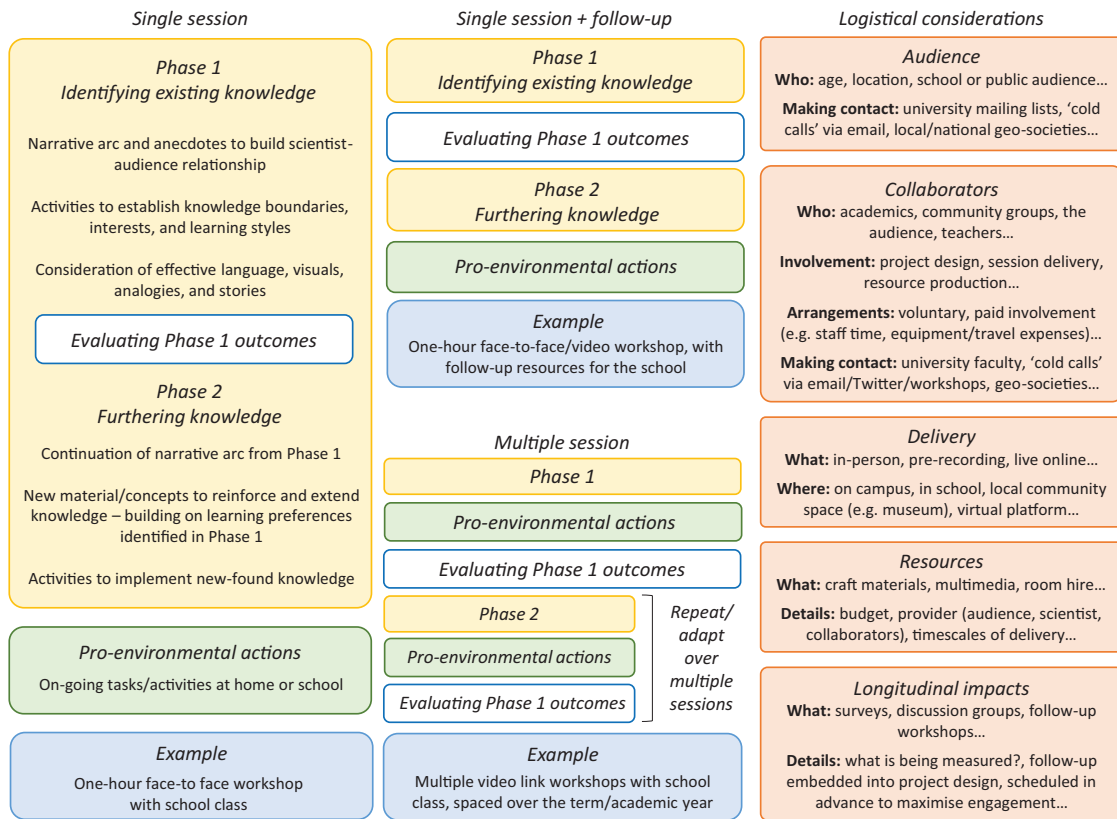 Single session
Phase 1
Identifying existing knowledge
Narrative arc and anecdotes to build scientist-
audience relationship
Activities to establish knowledge boundaries,
interests, and learning styles
Consideration of effective language, visuals,
analogies, and stories
Evaluating Phase 1 outcomes
Phase 2
Furthering knowledge
Continuation of narrative arc from Phase 1
New material/concepts to reinforce and extend
knowledge – building on learning preferences
identified in Phase 1
Activities to implement new-found knowledge
Pro-environmental actions
On-going tasks/activities at home or school
Example
One-hour face-to face workshop
with school class
Single session + follow-up
Phase 1
Identifying existing knowledge
Evaluating Phase 1 outcomes
Phase 2
Furthering knowledge
Pro-environmental actions
Example
One-hour face-to-face/video workshop, with
follow-up resources for the school
Multiple session
Phase 1
Pro-environmental actions
Evaluating Phase 1 outcomes
Phase 2
Pro-environmental actions
Evaluating Phase 1 outcomes
Repeat/
adapt
over
multiple
sessions
Example
Multiple video link workshops with school
class, spaced over the term/academic year
Logistical considerations
Audience
Who: age, location, school or public audience...
Making contact: university mailing lists, ‘cold
calls’ via email, local/national geo-societies...
Collaborators
Who: academics, community groups, the
audience, teachers...
Involvement: project design, session delivery,
resource production...
Arrangements: voluntary, paid involvement
(e.g. staff time, equipment/travel expenses)...
Making contact: university faculty, ‘cold calls’
via email/Twitter/workshops, geo-societies...
Delivery
What: in-person, pre-recording, live online...
Where: on campus, in school, local community
space (e.g. museum), virtual platform...
Resources
What: craft materials, multimedia, room hire...
Details: budget, provider (audience, scientist,
collaborators), timescales of delivery...
Longitudinal impacts
What: surveys, discussion groups, follow-up
workshops...
Details: what is being measured?, follow-up
embedded into project design, scheduled in
advance to maximise engagement...